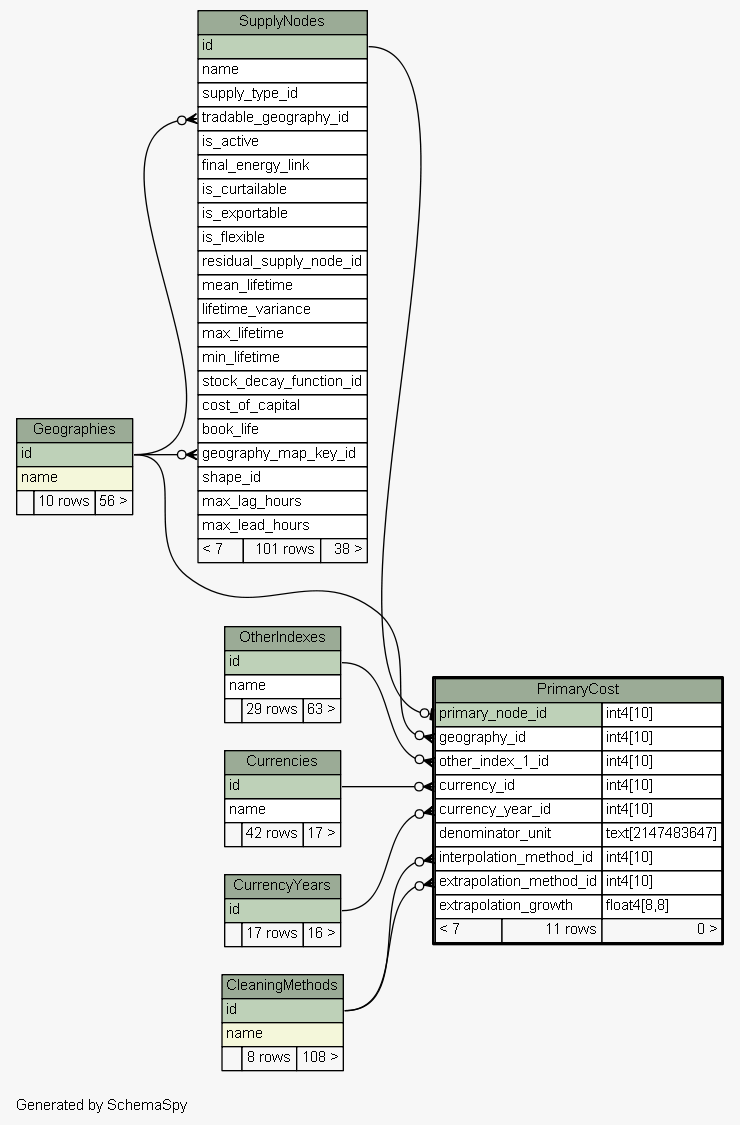 SupplyNodes
id
name
supply_type_id
tradable_geography_id
is_active
final_energy_link
is_curtailable
is_exportable
is_flexible
residual_supply_node_id
mean_lifetime
lifetime_variance
max_lifetime
min_lifetime
stock_decay_function_id
cost_of_capital
book_life
geography_map_key_id
shape_id
max_lag_hours
max_lead_hours
< 7 101 rows 38 >
Geographies
id
name
10 rows 56 >
OtherIndexes
id
name
29 rows 63 >
Currencies
id
name
42 rows 17 >
CurrencyYears
id
17 rows 16 >
CleaningMethods
id
name
8 rows 108 >
PrimaryCost
primary_node_id int4[10]
geography_id int4[10]
other_index_1_id int4[10]
currency_id int4[10]
currency_year_id int4[10]
denominator_unit text[2147483647]
interpolation_method_id int4[10]
extrapolation_method_id int4[10]
extrapolation_growth float4[8,8]
< 7 11 rows 0 >
Generated by SchemaSpy